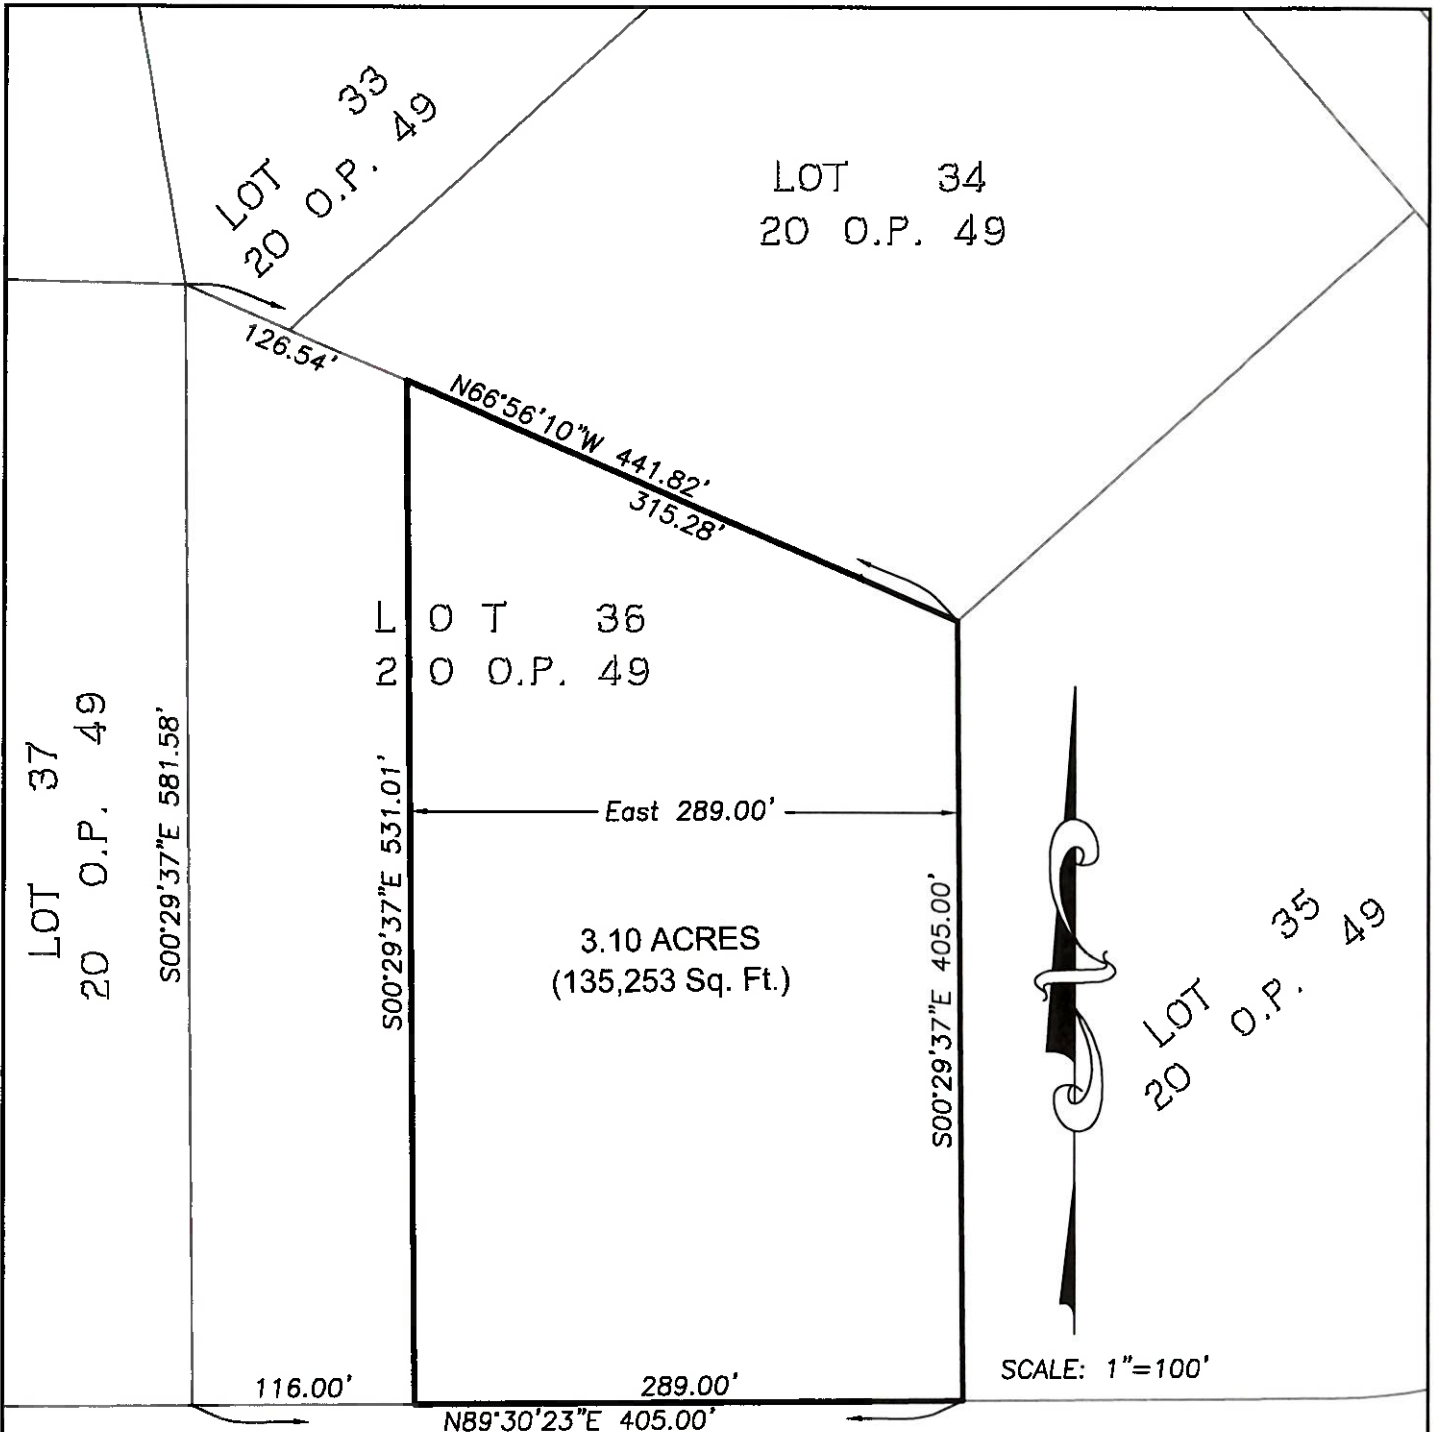 LOT 33
20 O.P. 49
LOT 34
20 O.P. 49
126.54'
N66°56'10"W 441.82'
315.28'
LOT 36
20 O.P. 49
LOT 37
20 O.P. 49
S00°29'37"E 581.58'
S00°29'37"E 531.01'
East 289.00'
3.10 ACRES
(135,253 Sq. Ft.)
S00°29'37"E 405.00'
LOT 35
20 O.P. 49
SCALE: 1"=100'
116.00'
289.00'
N89°30'23"E 405.00'